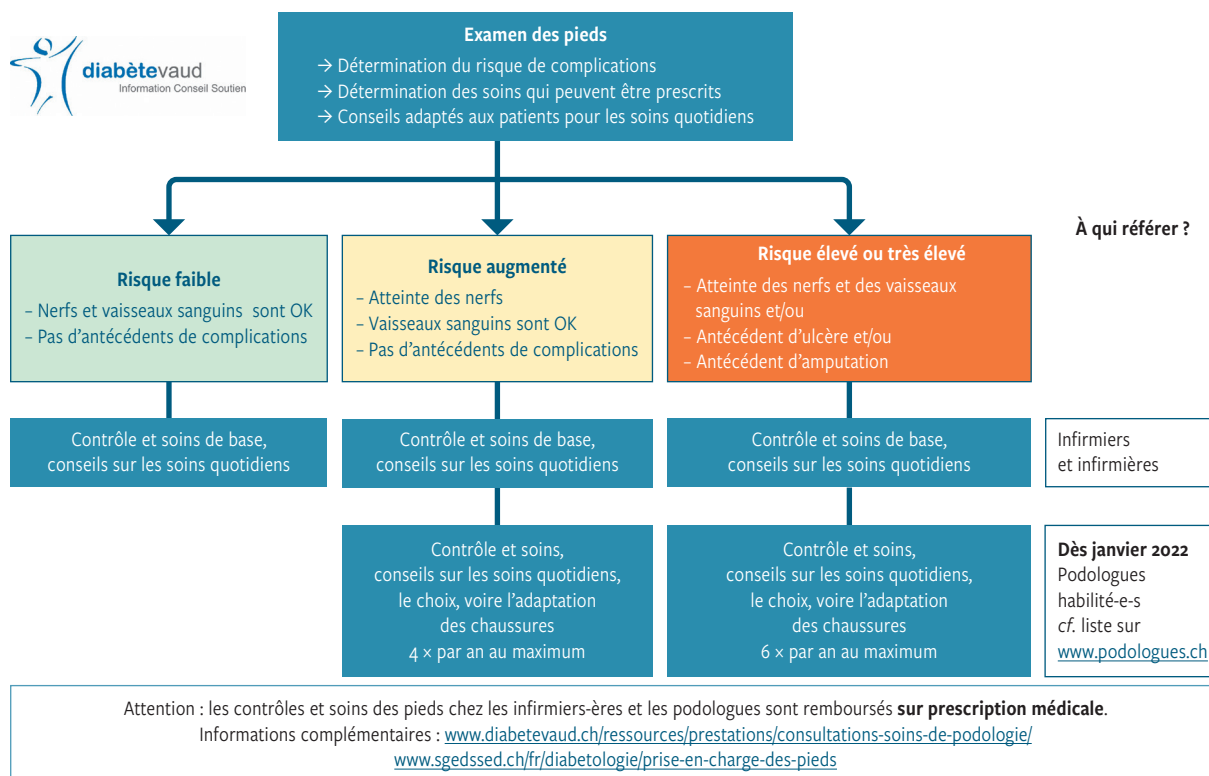 diabètevaud
Information Conseil Soutien
Examen des pieds
→ Détermination du risque de complications
→ Détermination des soins qui peuvent être prescrits
→ Conseils adaptés aux patients pour les soins quotidiens
À qui référer ?
Risque faible
– Nerfs et vaisseaux sanguins sont OK
– Pas d’antécédents de complications
Risque augmenté
– Atteinte des nerfs
– Vaisseaux sanguins sont OK
– Pas d’antécédents de complications
Risque élevé ou très élevé
– Atteinte des nerfs et des vaisseaux
sanguins et/ou
– Antécédent d’ulcère et/ou
– Antécédent d’amputation
Contrôle et soins de base,
conseils sur les soins quotidiens
Contrôle et soins de base,
conseils sur les soins quotidiens
Contrôle et soins de base,
conseils sur les soins quotidiens
Infirmiers
et infirmières
Contrôle et soins,
conseils sur les soins quotidiens,
le choix, voire l’adaptation
des chaussures
4 × par an au maximum
Contrôle et soins,
conseils sur les soins quotidiens,
le choix, voire l’adaptation
des chaussures
6 × par an au maximum
Dès janvier 2022
Podologues
habilité-e-s
cf. liste sur
www.podologues.ch
Attention : les contrôles et soins des pieds chez les infirmiers-ères et les podologues sont remboursés sur prescription médicale.
Informations complémentaires : www.diabetevaud.ch/ressources/prestations/consultations-soins-de-podologie/
www.sgedssed.ch/fr/diabetologie/prise-en-charge-des-pieds